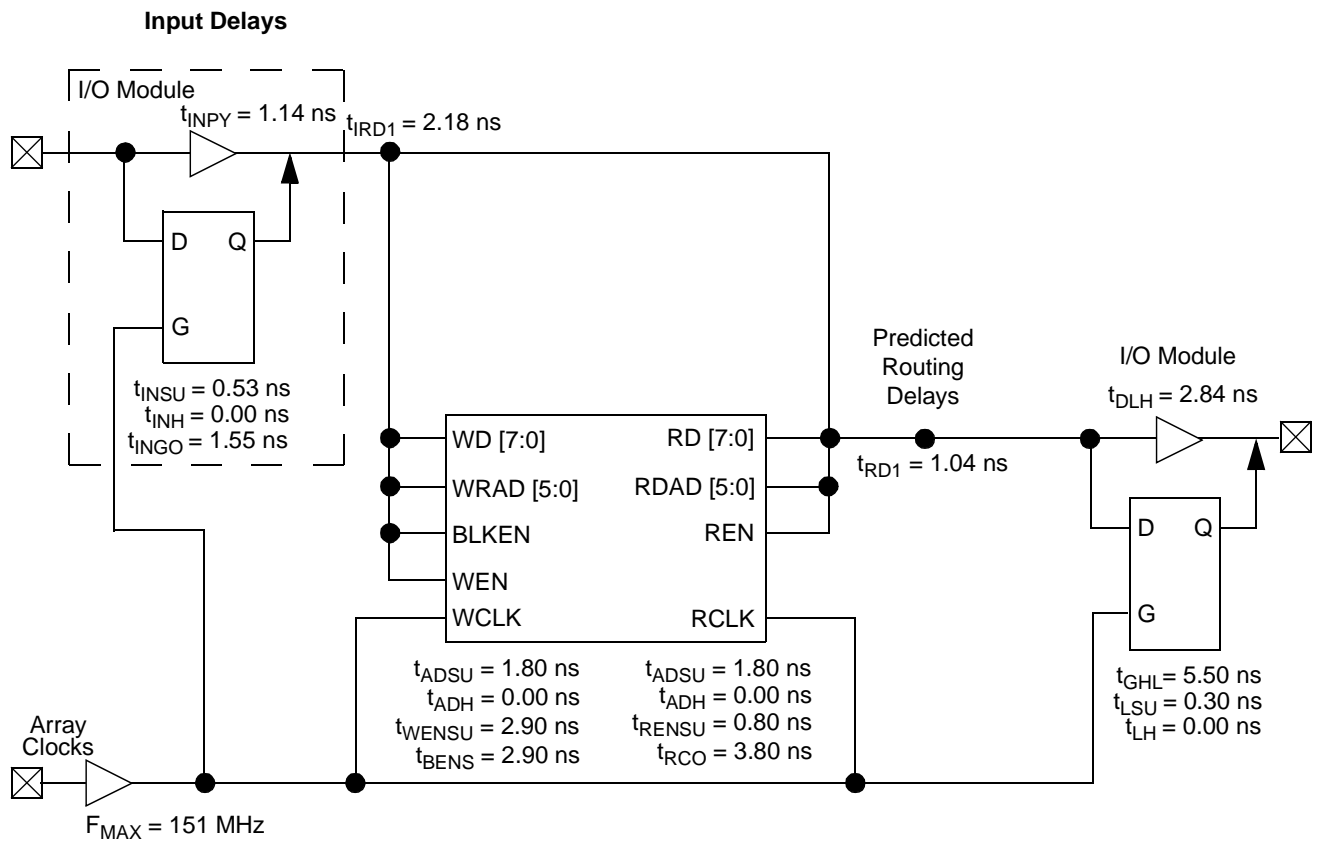 Input Delays
I/O Module
tINPY = 1.14 ns
tIRD1 = 2.18 ns
D Q
G
tINSU = 0.53 ns
tINH = 0.00 ns
tINGO = 1.55 ns
Predicted
Routing
Delays
I/O Module
tDLH = 2.84 ns
WD [7:0] RD [7:0]
tRD1 = 1.04 ns
WRAD [5:0] RDAD [5:0]
BLKEN REN
WEN
WCLK RCLK
D Q
G
tADSU = 1.80 ns
tADH = 0.00 ns
tWENSU = 2.90 ns
tBENS = 2.90 ns
tADSU = 1.80 ns
tADH = 0.00 ns
tRENSU = 0.80 ns
tRCO = 3.80 ns
tGHL= 5.50 ns
tLSU = 0.30 ns
tLH = 0.00 ns
Array
Clocks
FMAX = 151 MHz